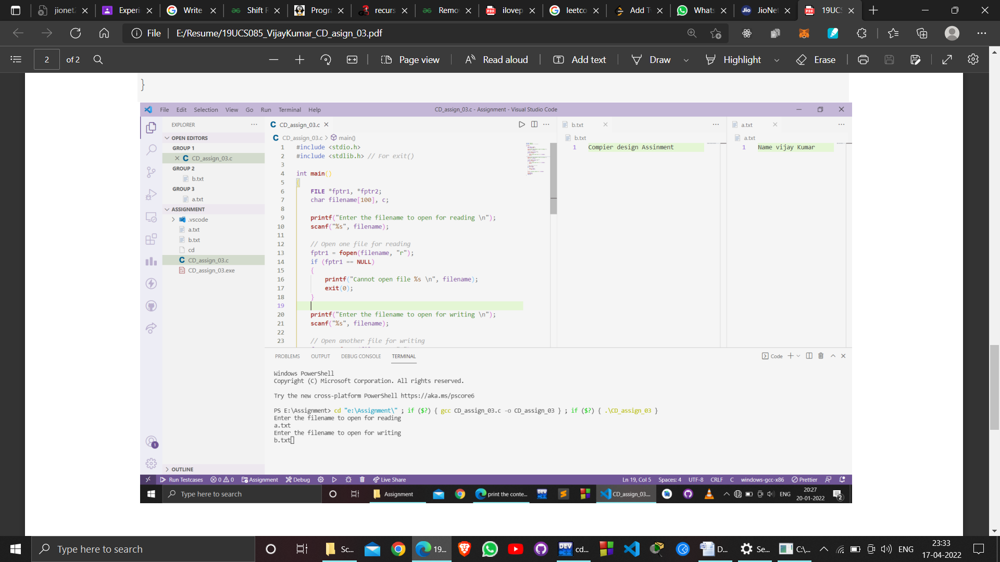 jionet
Experi
Write
Shift R
Progra
recurs
Remo
ilovep
leetco
Add T
Whats
JioNet
19UCS
File
E:/Resume/19UCS085_VijayKumar_CD_asign_03.pdf
2 of 2
Page view
Read aloud
Add text
Draw
Highlight
Erase
}
File Edit Selection View Go Run Terminal Help
CD_assign_03.c - Assignment - Visual Studio Code
EXPLORER
OPEN EDITORS
GROUP 1
CD_assign_03.c
GROUP 2
b.txt
GROUP 3
a.txt
ASSIGNMENT
.vscode
a.txt
b.txt
cd
CD_assign_03.c
CD_assign_03.exe
OUTLINE
CD_assign_03.c
CD_assign_03.c > main()
1 #include <stdio.h>
2 #include <stdlib.h> // For exit()
3
4 int main()
5 {
6 FILE *fptr1, *fptr2;
7 char filename[100], c;
8
9 printf("Enter the filename to open for reading \n");
10 scanf("%s", filename);
11
12 // Open one file for reading
13 fptr1 = fopen(filename, "r");
14 if (fptr1 == NULL)
15 {
16 printf("Cannot open file %s \n", filename);
17 exit(0);
18 }
19
20 printf("Enter the filename to open for writing \n");
21 scanf("%s", filename);
22
23 // Open another file for writing
b.txt
b.txt
1 Compier design Assinment
a.txt
a.txt
1 Name vijay Kumar
PROBLEMS OUTPUT DEBUG CONSOLE TERMINAL
Code
Windows PowerShell
Copyright (C) Microsoft Corporation. All rights reserved.
Try the new cross-platform PowerShell https://aka.ms/pscore6
PS E:\Assignment> cd "e:\Assignment\" ; if ($?) { gcc CD_assign_03.c -o CD_assign_03 } ; if ($?) { .\CD_assign_03 }
Enter the filename to open for reading
a.txt
Enter the filename to open for writing
b.txt
Run Testcases 0 0 Assignment Debug Live Share
Ln 19, Col 5 Spaces: 4 UTF-8 CRLF C windows-gcc-x86 Prettier
1
Type here to search
Assignment
print the conte...
DEV
CD_assign_03....
ENG
20:27
20-01-2022
2
Type here to search
Sc...
19...
DEV
cd...
D...
Se...
C:\...
ENG
23:33
17-04-2022